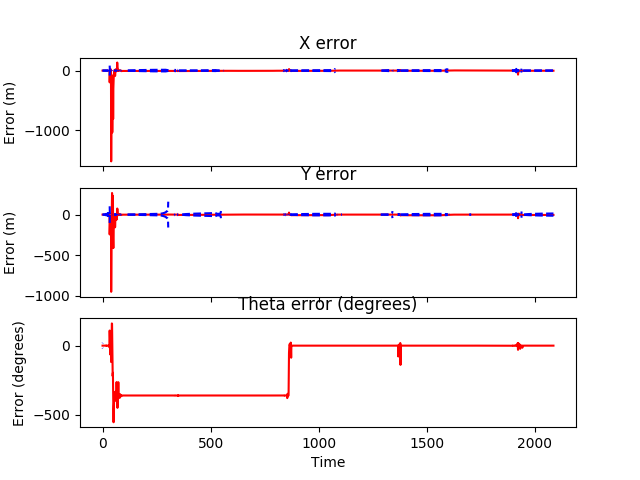 X error
Error (m)
0
−1000
Y error
Error (m)
0
−500
−1000
Theta error (degrees)
Error (degrees)
0
−500
0
500
1000
1500
2000
Time